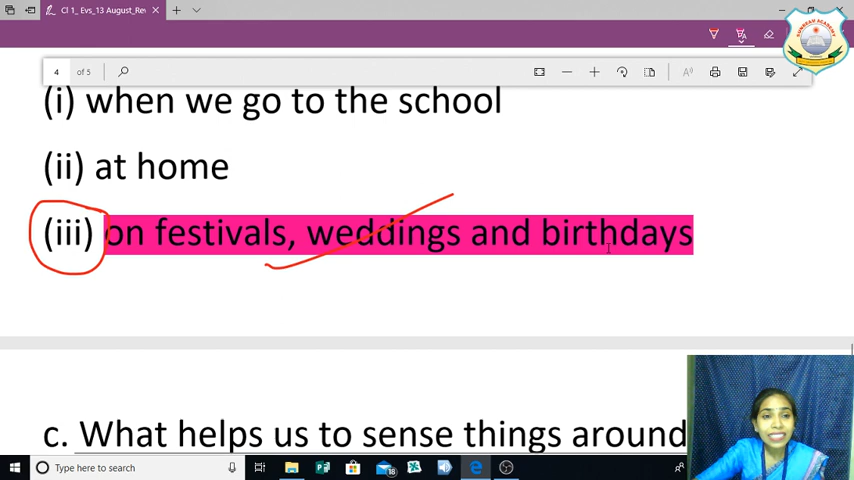 Cl 1_ Evs_13 August_Re
4 of 5
(i) when we go to the school
(ii) at home
(iii) on festivals, weddings and birthdays
c. What helps us to sense things around
Type here to search
18